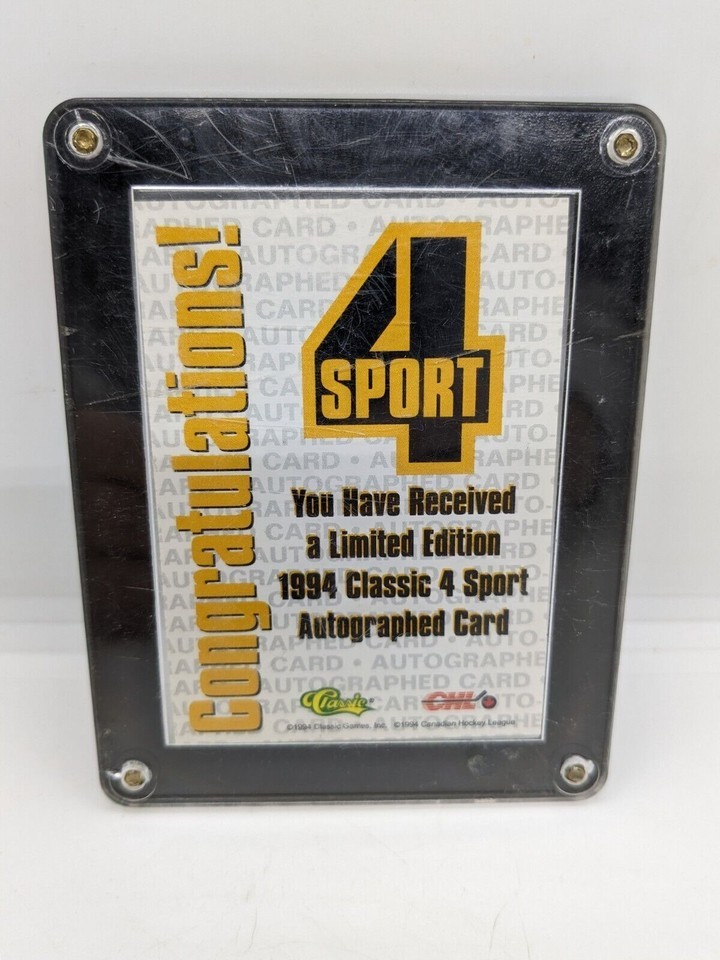 Congratulations!
4
SPORT
You Have Received
a Limited Edition
1994 Classic 4 Sport
Autographed Card
Classic
CHL
©1994 Classic Games, Inc. ©1994 Canadian Hockey League